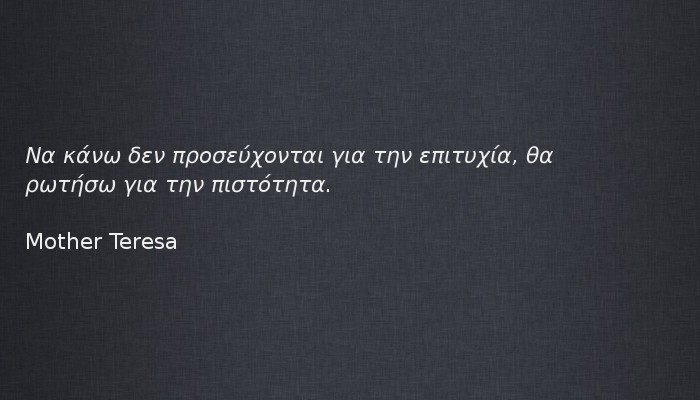 Να κάνω δεν προσεύχονται για την επιτυχία, θα
ρωτήσω για την πιστότητα.
Mother Teresa